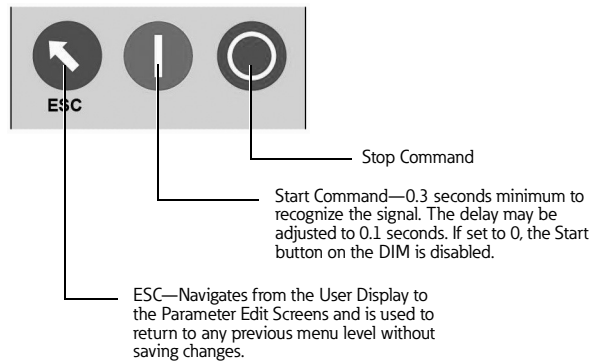 ESC
Stop Command
Start Command—0.3 seconds minimum to
recognize the signal. The delay may be
adjusted to 0.1 seconds. If set to 0, the Start
button on the DIM is disabled.
ESC—Navigates from the User Display to
the Parameter Edit Screens and is used to
return to any previous menu level without
saving changes.